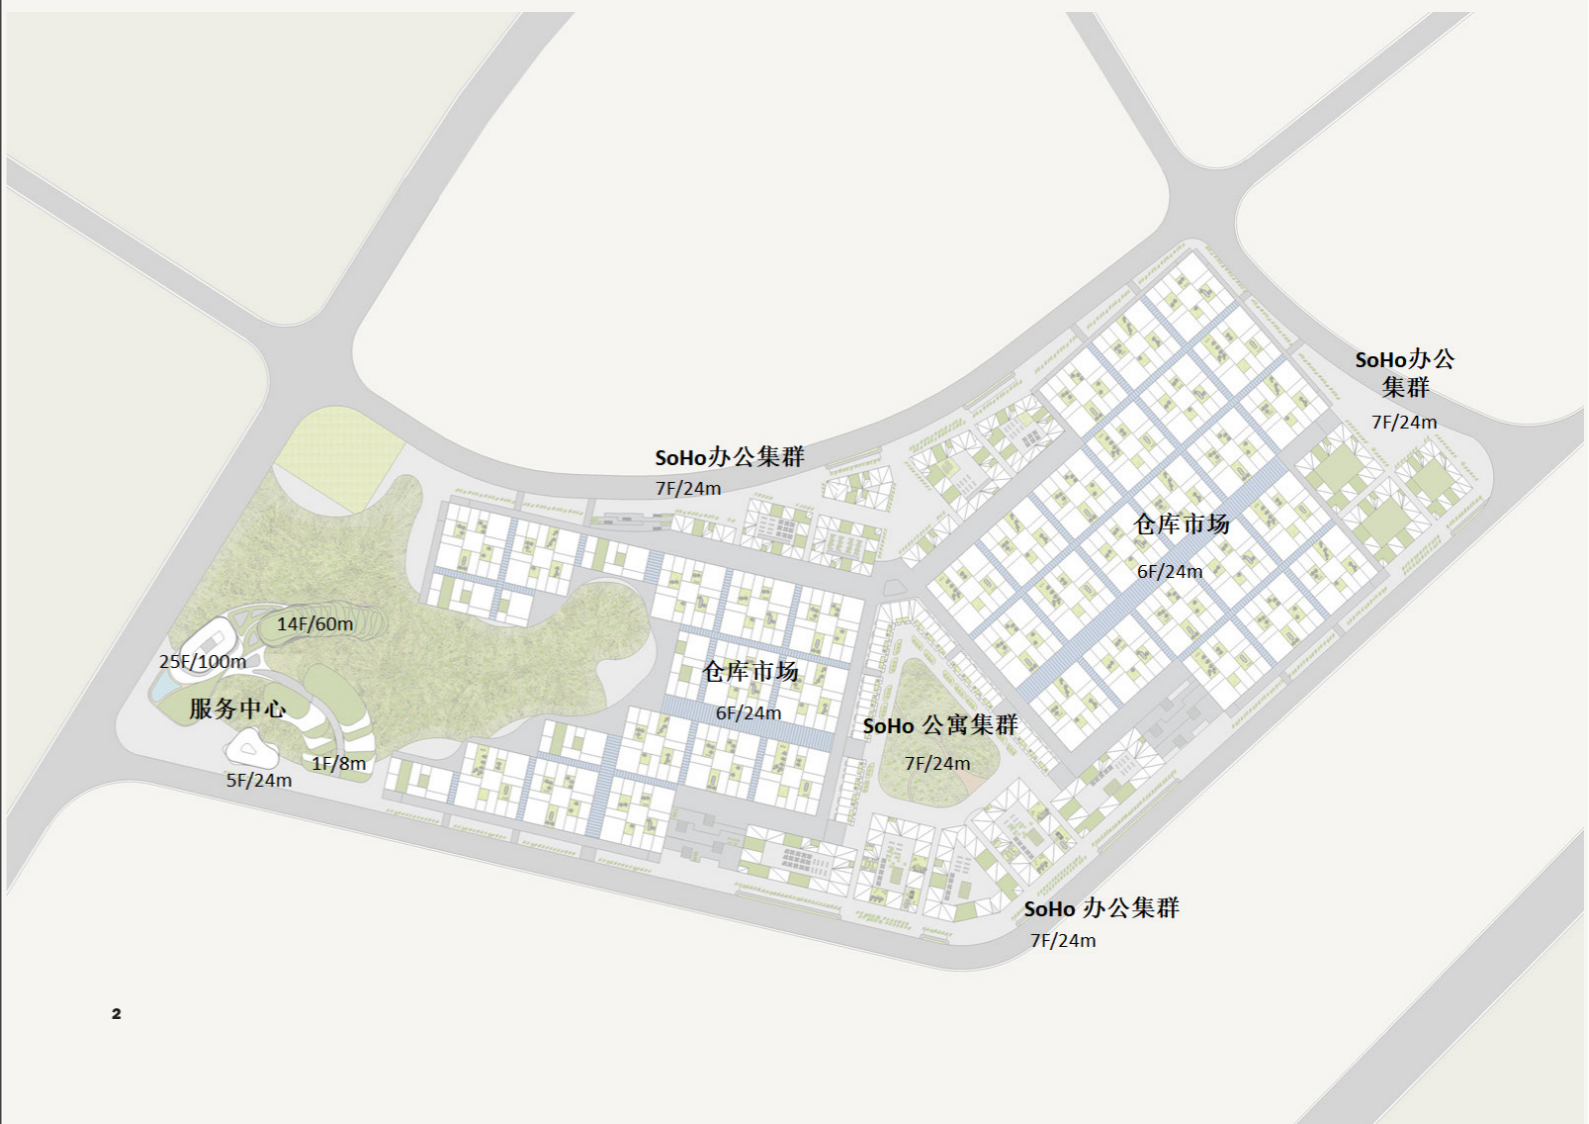 SoHo办公
集群
7F/24m
SoHo办公集群
7F/24m
仓库市场
6F/24m
14F/60m
25F/100m
服务中心
1F/8m
5F/24m
仓库市场
6F/24m
SoHo 公寓集群
7F/24m
SoHo 办公集群
7F/24m
2